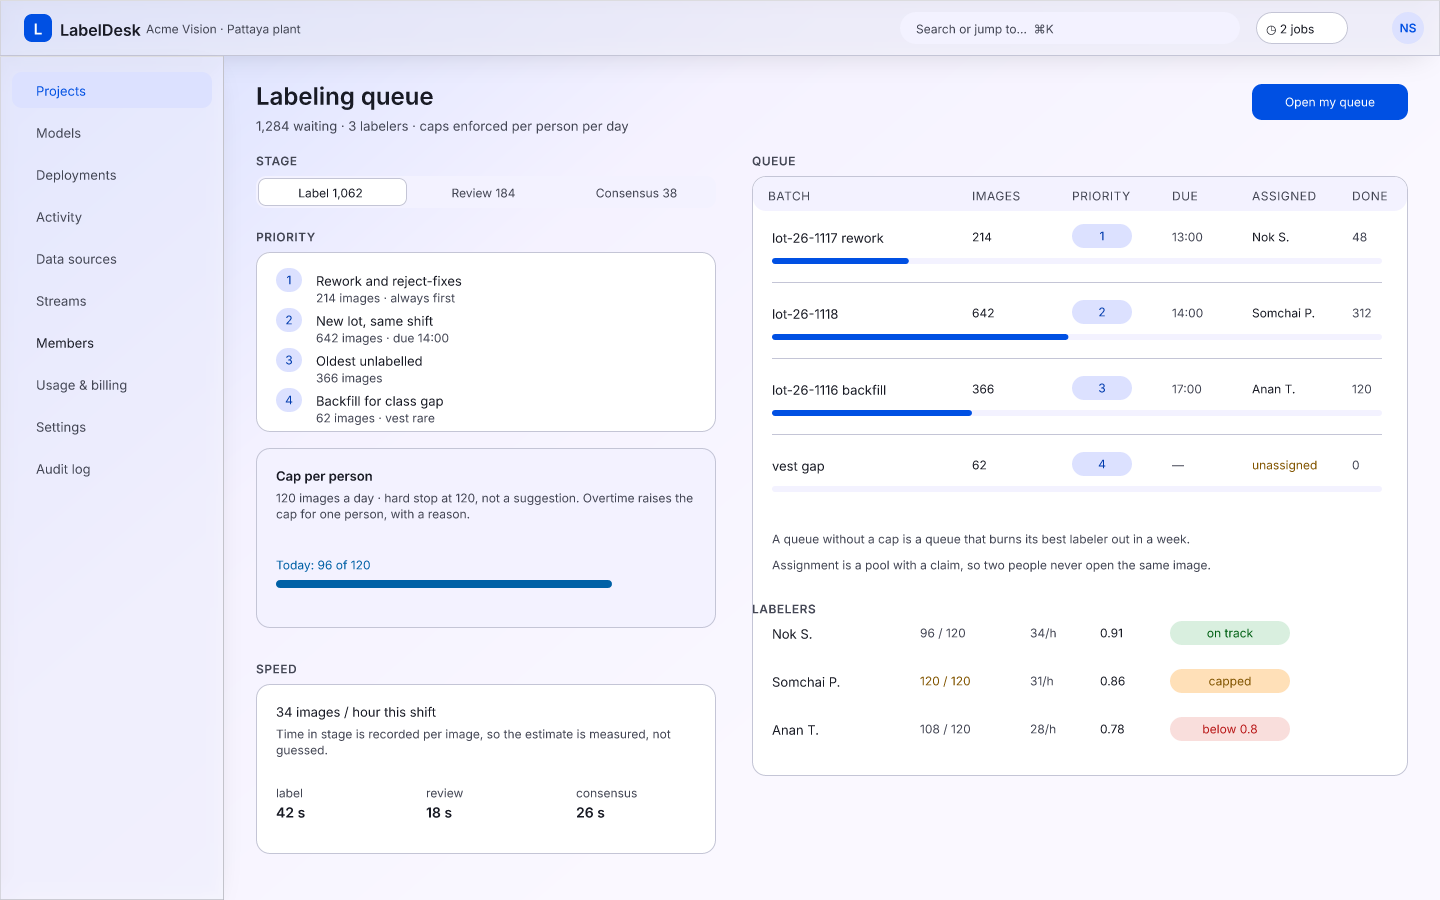 L LabelDesk Acme Vision · Pattaya plant Search or jump to... ⌘K ◷ 2 jobs NS
Projects
Models
Deployments
Activity
Data sources
Streams
Members
Usage & billing
Settings
Audit log
Labeling queue
1,284 waiting · 3 labelers · caps enforced per person per day
Open my queue
STAGE
Label 1,062 Review 184 Consensus 38
PRIORITY
1 Rework and reject-fixes
214 images · always first
2 New lot, same shift
642 images · due 14:00
3 Oldest unlabelled
366 images
4 Backfill for class gap
62 images · vest rare
Cap per person
120 images a day · hard stop at 120, not a suggestion. Overtime raises the
cap for one person, with a reason.
Today: 96 of 120
SPEED
34 images / hour this shift
Time in stage is recorded per image, so the estimate is measured, not
guessed.
label review consensus
42 s 18 s 26 s
QUEUE
BATCH IMAGES PRIORITY DUE ASSIGNED DONE
lot-26-1117 rework 214 1 13:00 Nok S. 48
lot-26-1118 642 2 14:00 Somchai P. 312
lot-26-1116 backfill 366 3 17:00 Anan T. 120
vest gap 62 4 — unassigned 0
A queue without a cap is a queue that burns its best labeler out in a week.
Assignment is a pool with a claim, so two people never open the same image.
LABELERS
Nok S. 96 / 120 34/h 0.91 on track
Somchai P. 120 / 120 31/h 0.86 capped
Anan T. 108 / 120 28/h 0.78 below 0.8